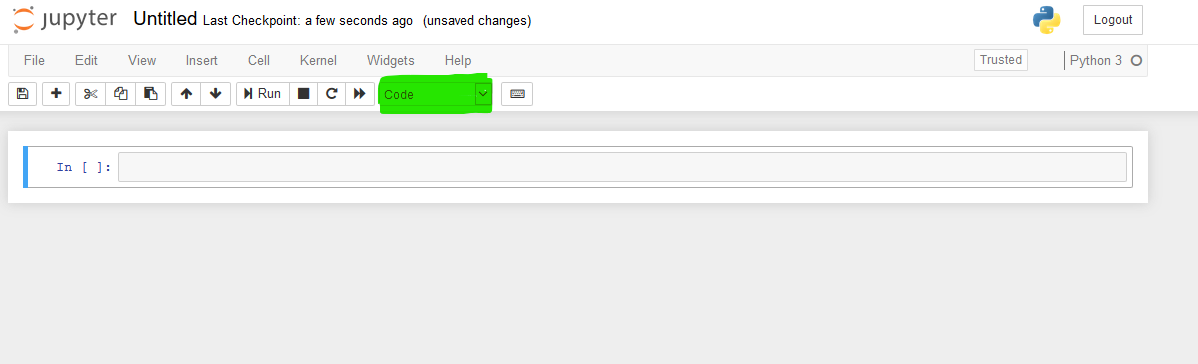 jupyter Untitled Last Checkpoint: a few seconds ago (unsaved changes) Logout
File Edit View Insert Cell Kernel Widgets Help Trusted Python 3
Run Code
In [ ]: